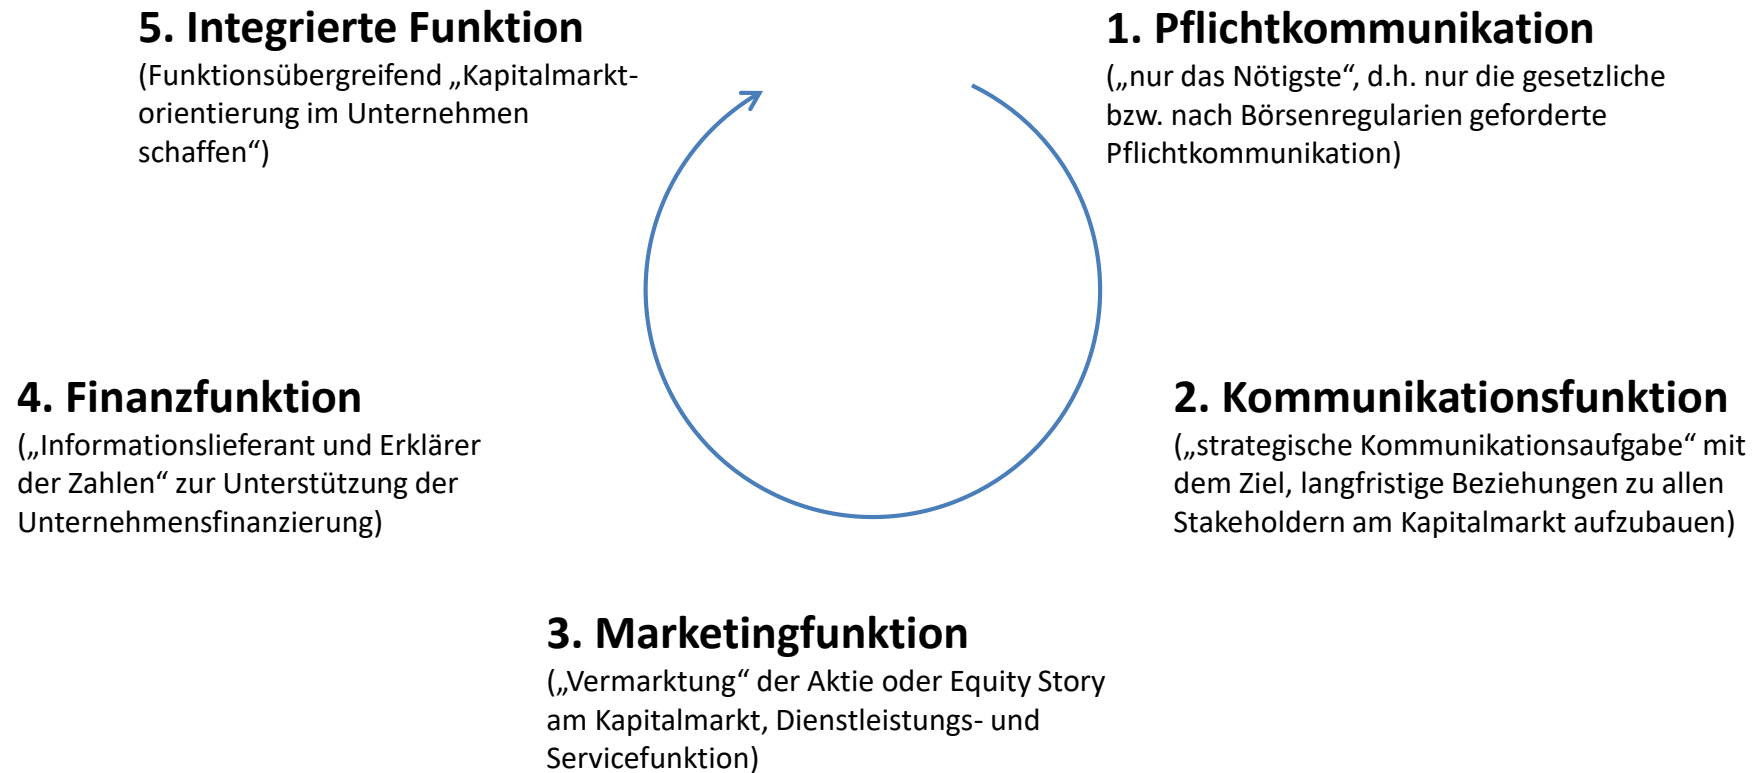 5. Integrierte Funktion
(Funktionsübergreifend „Kapitalmarkt-
orientierung im Unternehmen
schaffen“)
1. Pflichtkommunikation
(„nur das Nötigste“, d.h. nur die gesetzliche
bzw. nach Börsenregularien geforderte
Pflichtkommunikation)
4. Finanzfunktion
(„Informationslieferant und Erklärer
der Zahlen“ zur Unterstützung der
Unternehmensfinanzierung)
2. Kommunikationsfunktion
(„strategische Kommunikationsaufgabe“ mit
dem Ziel, langfristige Beziehungen zu allen
Stakeholdern am Kapitalmarkt aufzubauen)
3. Marketingfunktion
(„Vermarktung“ der Aktie oder Equity Story
am Kapitalmarkt, Dienstleistungs- und
Servicefunktion)